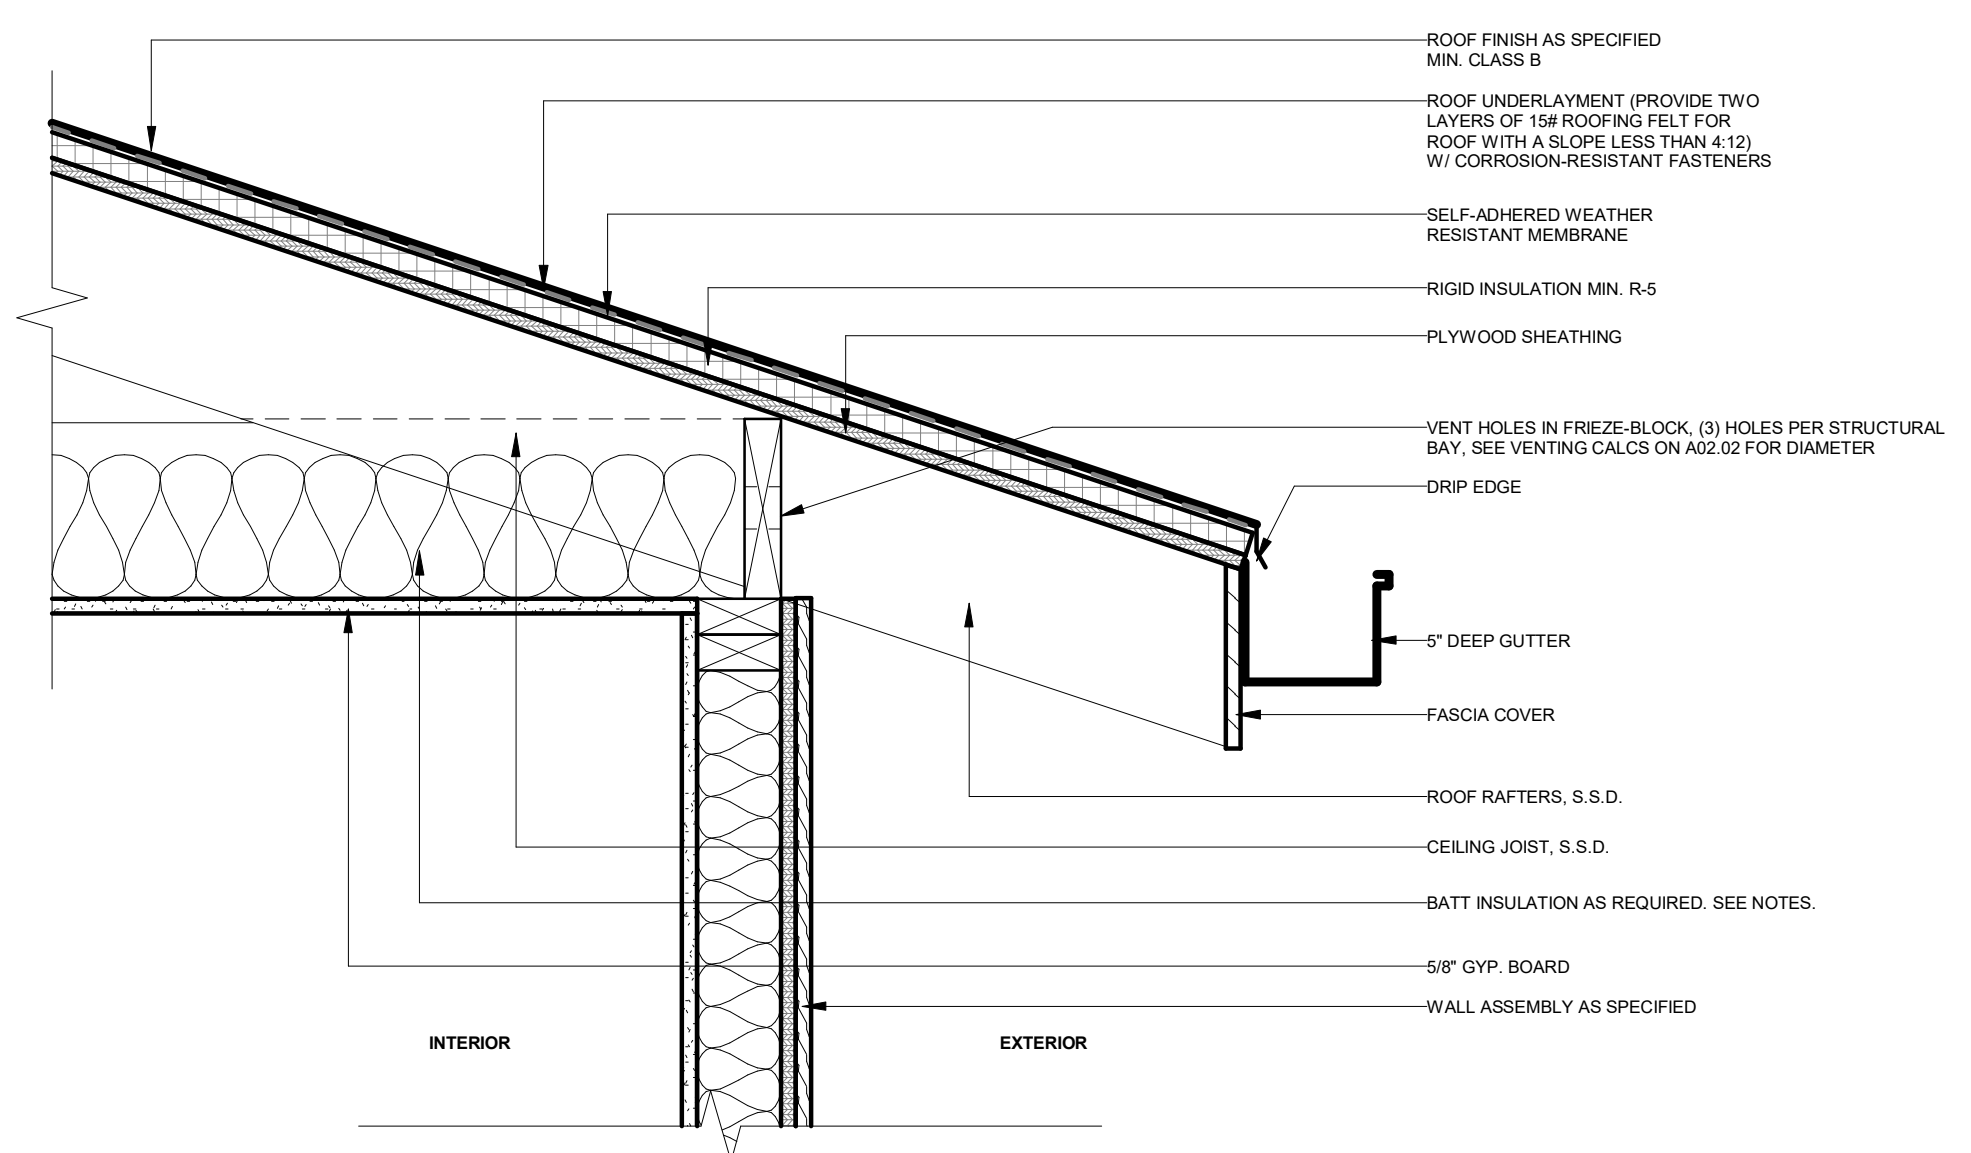 ROOF FINISH AS SPECIFIED
MIN. CLASS B
ROOF UNDERLAYMENT (PROVIDE TWO
LAYERS OF 15# ROOFING FELT FOR
ROOF WITH A SLOPE LESS THAN 4:12)
W/ CORROSION-RESISTANT FASTENERS
SELF-ADHERED WEATHER
RESISTANT MEMBRANE
RIGID INSULATION MIN. R-5
PLYWOOD SHEATHING
VENT HOLES IN FRIEZE-BLOCK, (3) HOLES PER STRUCTURAL
BAY, SEE VENTING CALCS ON A02.02 FOR DIAMETER
DRIP EDGE
5" DEEP GUTTER
FASCIA COVER
ROOF RAFTERS, S.S.D.
CEILING JOIST, S.S.D.
BATT INSULATION AS REQUIRED. SEE NOTES.
5/8" GYP. BOARD
WALL ASSEMBLY AS SPECIFIED
INTERIOR
EXTERIOR